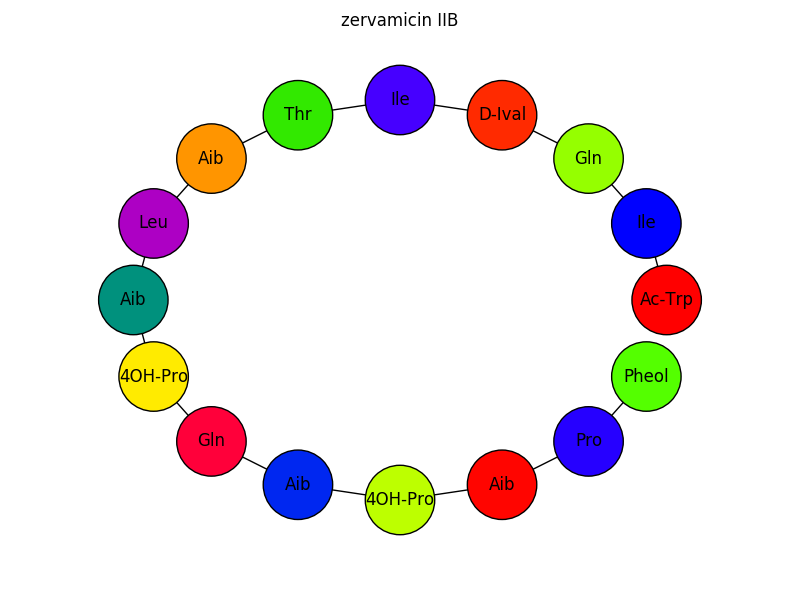 zervamicin IIB
Ac-Trp
Ile
Gln
D-Ival
Ile
Thr
Aib
Leu
Aib
4OH-Pro
Gln
Aib
4OH-Pro
Aib
Pro
Pheol